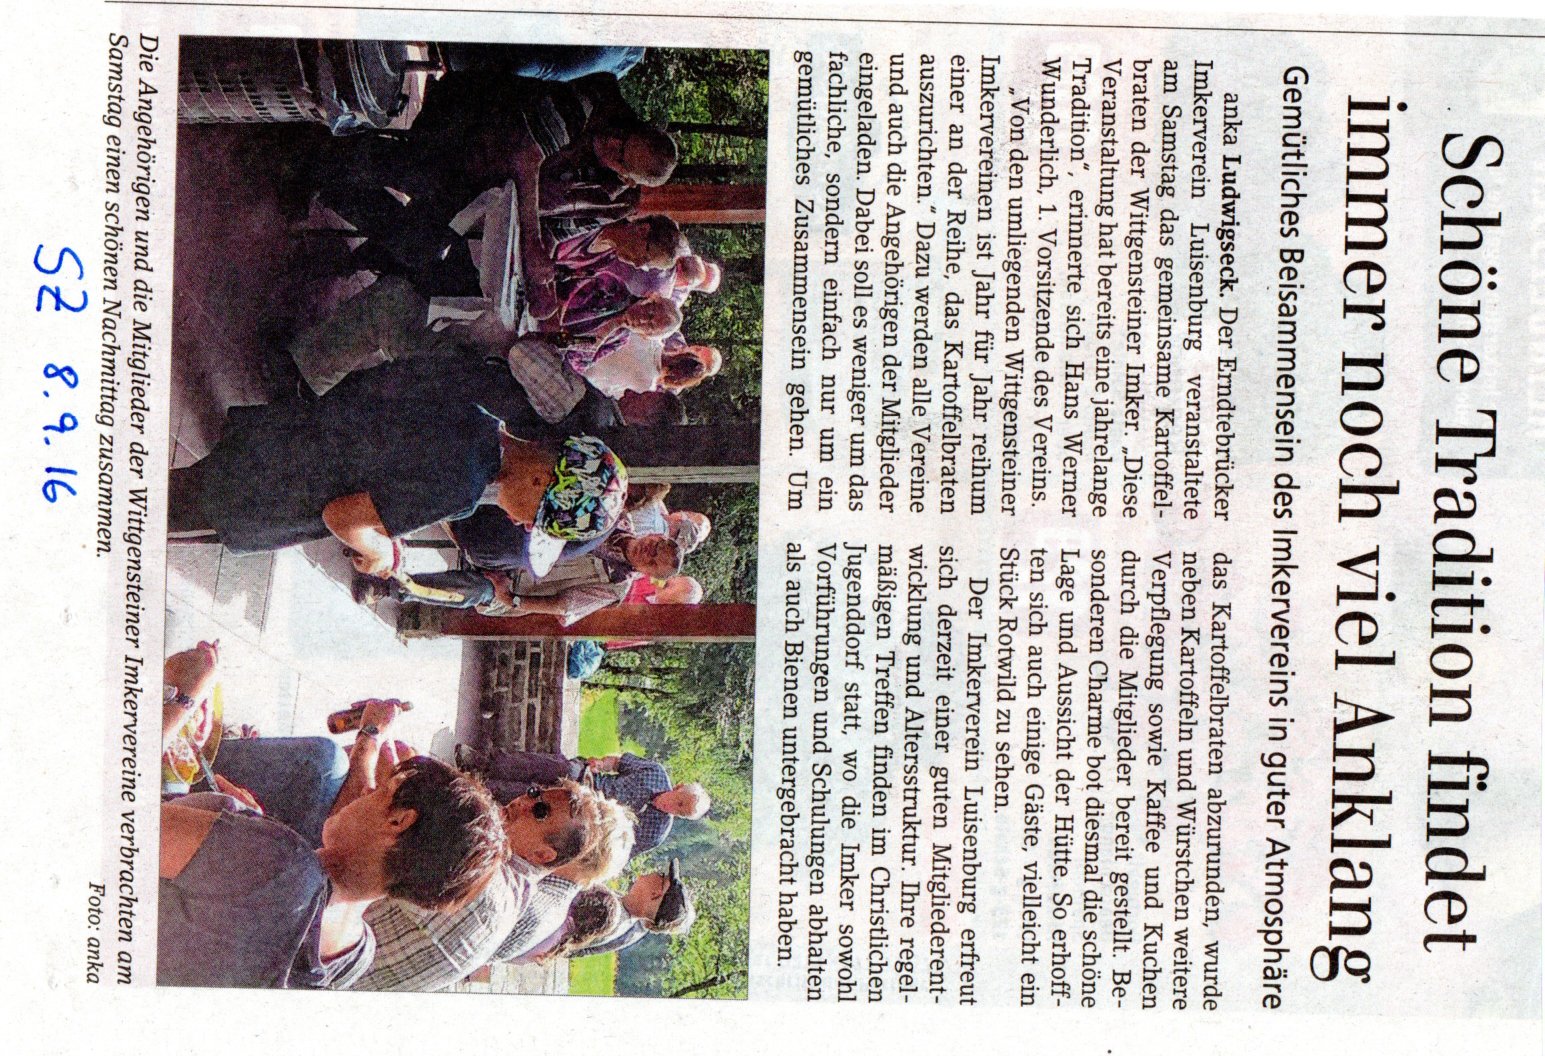 Schöne Tradition findet
immer noch viel Anklang
Gemütliches Beisammensein des Imkervereins in guter Atmosphäre
anka Ludwigseck. Der Erndtebrücker
Imkerverein Luisenburg veranstaltete
am Samstag das gemeinsame Kartoffel-
braten der Wittgensteiner Imker. „Diese
Veranstaltung hat bereits eine jahrelange
Tradition“, erinnerte sich Hans Werner
Wunderlich, 1. Vorsitzende des Vereins.
„Von den umliegenden Wittgensteiner
Imkervereinen ist Jahr für Jahr reihum
einer an der Reihe, das Kartoffelbraten
auszurichten.“ Dazu werden alle Vereine
und auch die Angehörigen der Mitglieder
eingeladen. Dabei soll es weniger um das
fachliche, sondern einfach nur um ein
gemütliches Zusammensein gehen. Um
das Kartoffelbraten abzurunden, wurde
neben Kartoffeln und Würstchen weitere
Verpflegung sowie Kaffee und Kuchen
durch die Mitglieder bereit gestellt. Be-
sonderen Charme bot diesmal die schöne
Lage und Aussicht der Hütte. So erhoff-
ten sich auch einige Gäste, vielleicht ein
Stück Rotwild zu sehen.
Der Imkerverein Luisenburg erfreut
sich derzeit einer guten Mitgliederent-
wicklung und Altersstruktur. Ihre regel-
mäßigen Treffen finden im Christlichen
Jugenddorf statt, wo die Imker sowohl
Vorführungen und Schulungen abhalten
als auch Bienen untergebracht haben.
Die Angehörigen und die Mitglieder der Wittgensteiner Imkervereine verbrachten am
Samstag einen schönen Nachmittag zusammen.
Foto: anka
SZ 8.9.16